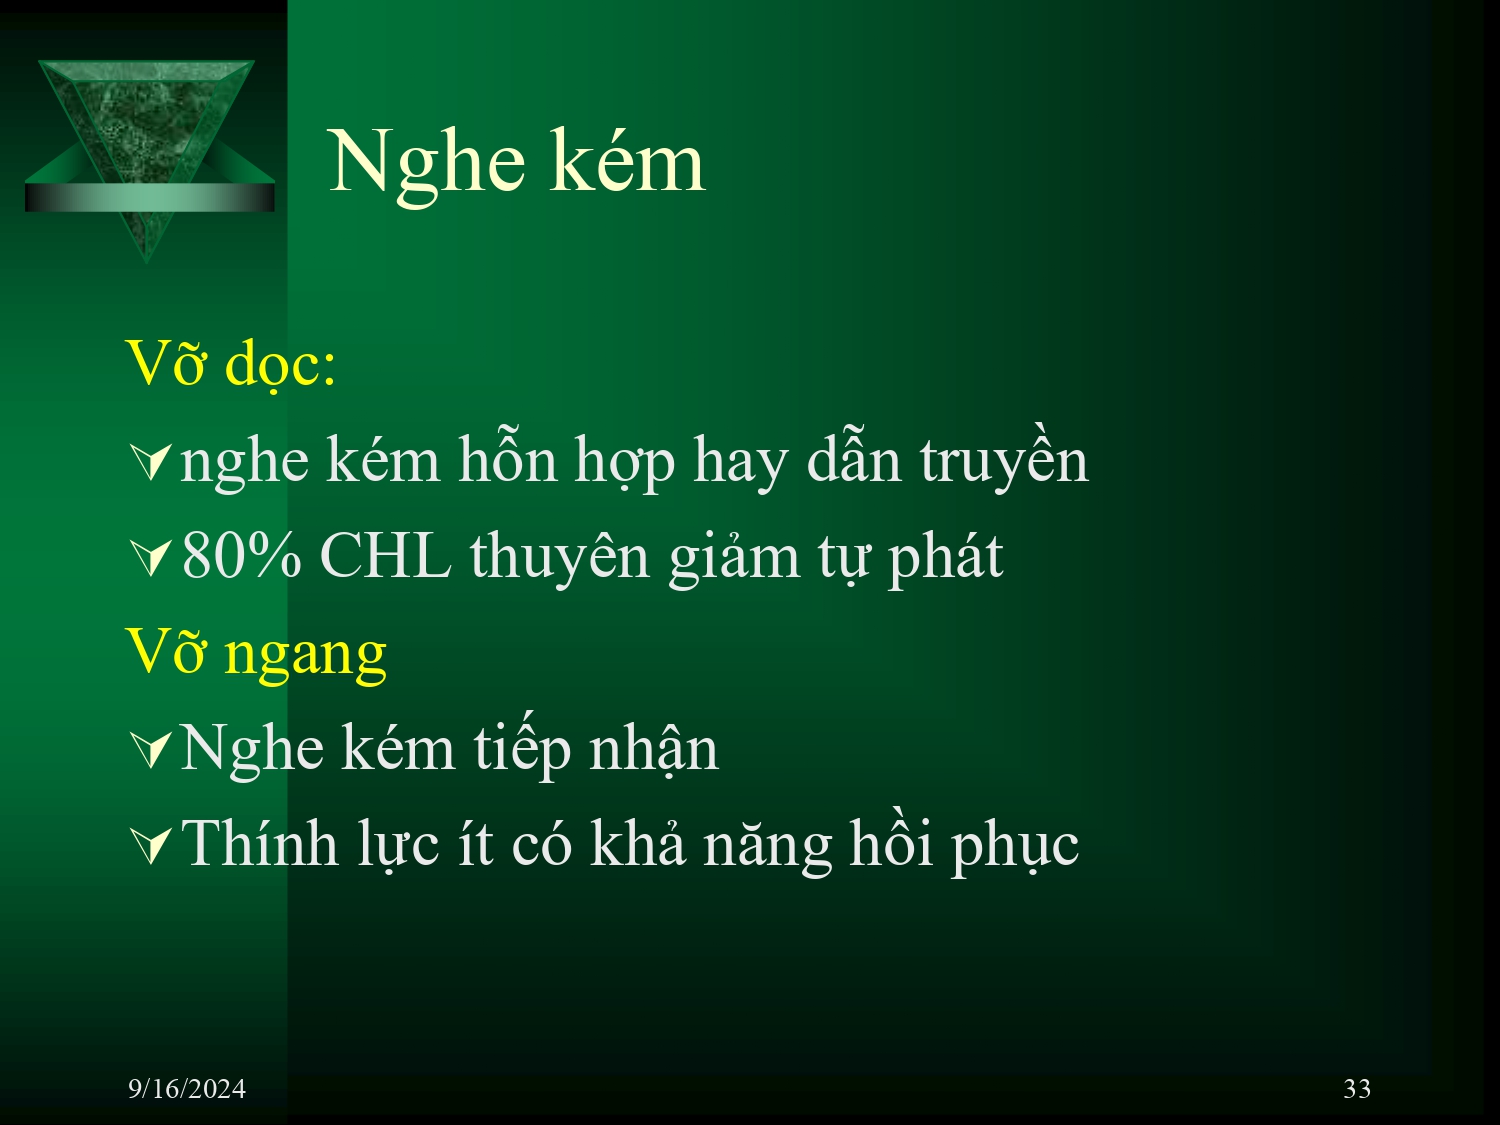 Nghe kém
Vỡ dọc:
nghe kém hỗn hợp hay dẫn truyền
80% CHL thuyên giảm tự phát
Vỡ ngang
Nghe kém tiếp nhận
Thính lực ít có khả năng hồi phục
9/16/2024
33